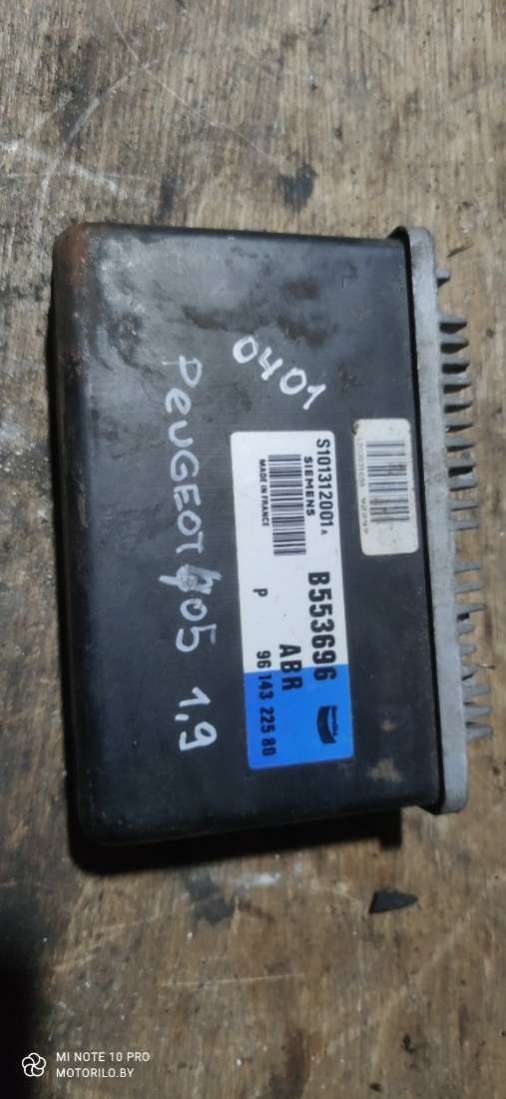 0401
PEUGEOT 405 1,9
S101312001A
SIEMENS
MADE IN FRANCE
B553696
ABR
P
96 143 225 80
MI NOTE 10 PRO
MOTORILO.BY